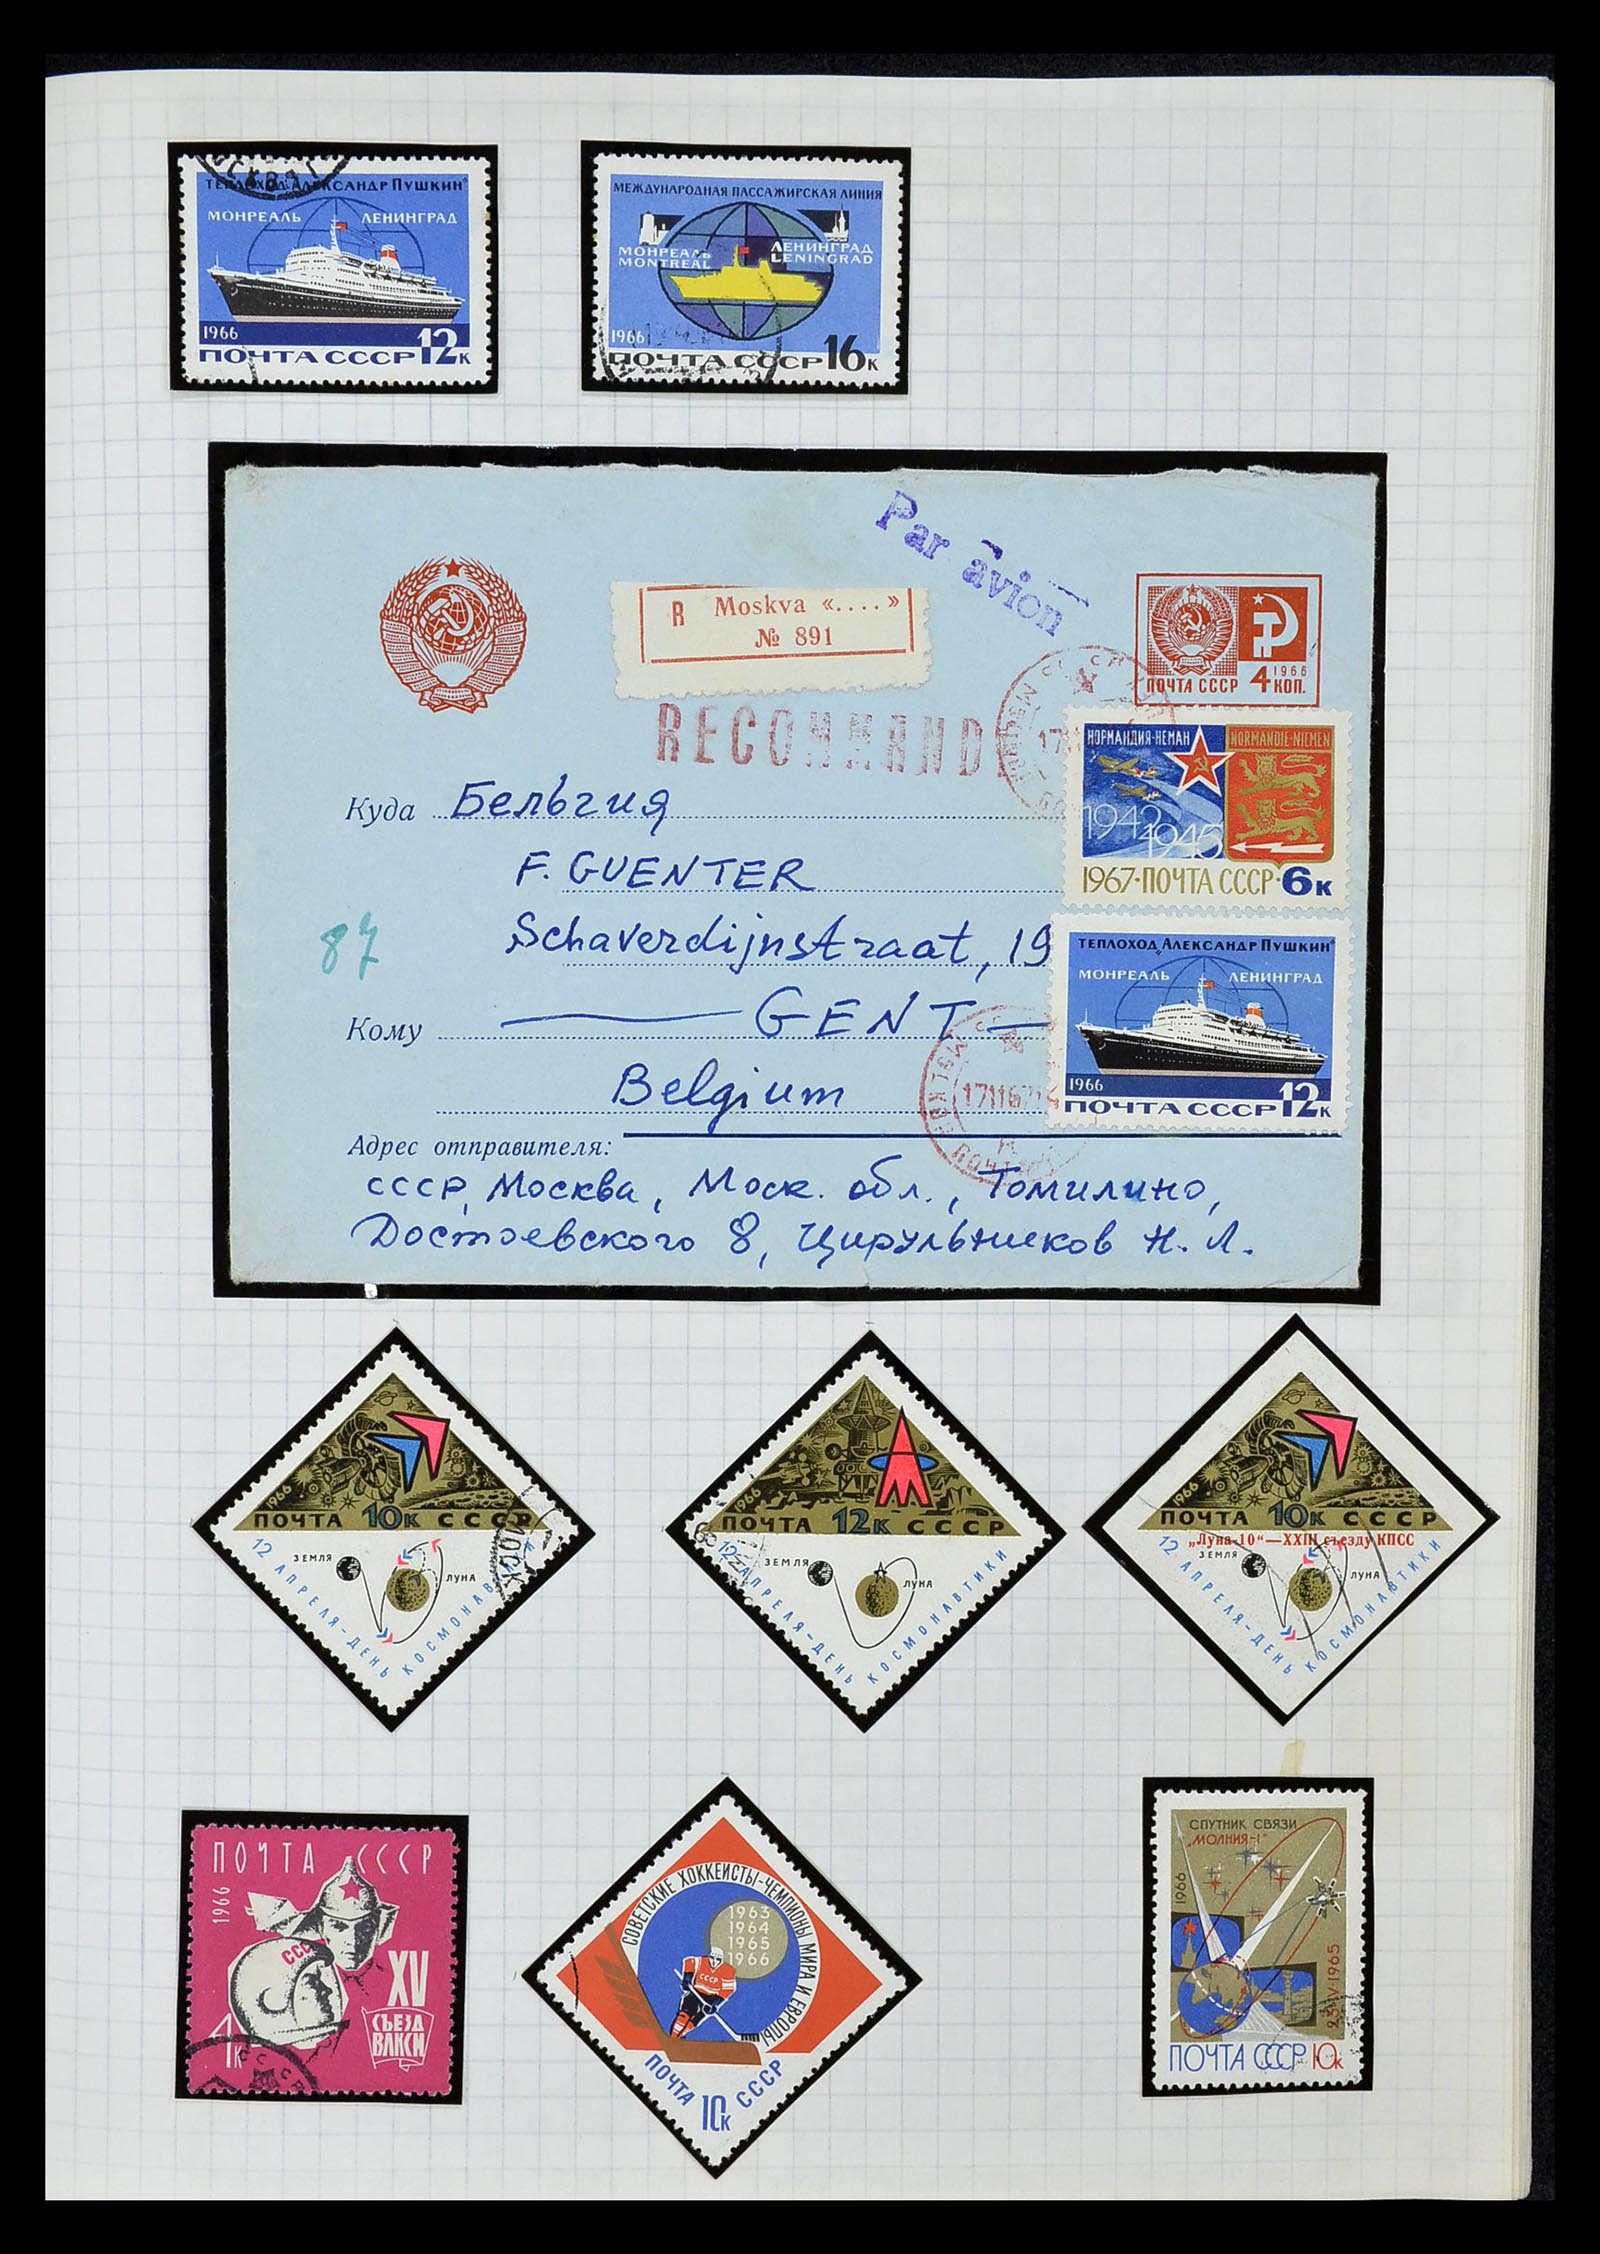 ТЕПЛОХОД „АЛЕКСАНДР ПУШКИН"
МОНРЕАЛЬ ЛЕНИНГРАД
1966
ПОЧТА СССР 12К
МЕЖДУНАРОДНАЯ ПАССАЖИРСКАЯ ЛИНИЯ
МОНРЕАЛЬ ЛЕНИНГРАД
MONTREAL LENINGRAD
1966
ПОЧТА СССР 16К
Par avion
R Moskva «....»
№ 891
RECOMMAND
1966
ПОЧТА СССР 4 КОП.
НОРМАНДИЯ-НЕМАН NORMANDIE-NIEMEN
1942
1945
1967·ПОЧТА СССР·6К
Куда Бельгия
F. GUENTER
Schaverdijnstraat, 19
87
Кому GENT
Belgium
ТЕПЛОХОД „АЛЕКСАНДР ПУШКИН"
МОНРЕАЛЬ ЛЕНИНГРАД
1966
ПОЧТА СССР 12К
Адрес отправителя:
СССР, Москва, Моск. обл., Томилино,
Достоевского 8, Цирульников Н. Л.
1966
ПОЧТА 10К СССР
ЗЕМЛЯ
ЛУНА
12 АПРЕЛЯ–ДЕНЬ КОСМОНАВТИКИ
1966
ПОЧТА 12К СССР
ЗЕМЛЯ
ЛУНА
12 АПРЕЛЯ–ДЕНЬ КОСМОНАВТИКИ
1966
ПОЧТА 10К СССР
„Луна-10“—XXIII съезду КПСС
ЗЕМЛЯ
ЛУНА
12 АПРЕЛЯ–ДЕНЬ КОСМОНАВТИКИ
ПОЧТА СССР
1966
СССР
XV
СЪЕЗД
ВЛКСМ
4К
СОВЕТСКИЕ ХОККЕИСТЫ-ЧЕМПИОНЫ МИРА И ЕВРОПЫ
1963
1964
1965
1966
СССР
ПОЧТА 10К СССР
СПУТНИК СВЯЗИ
„МОЛНИЯ-1"
1966
23·IV·1965
ПОЧТА СССР 10К